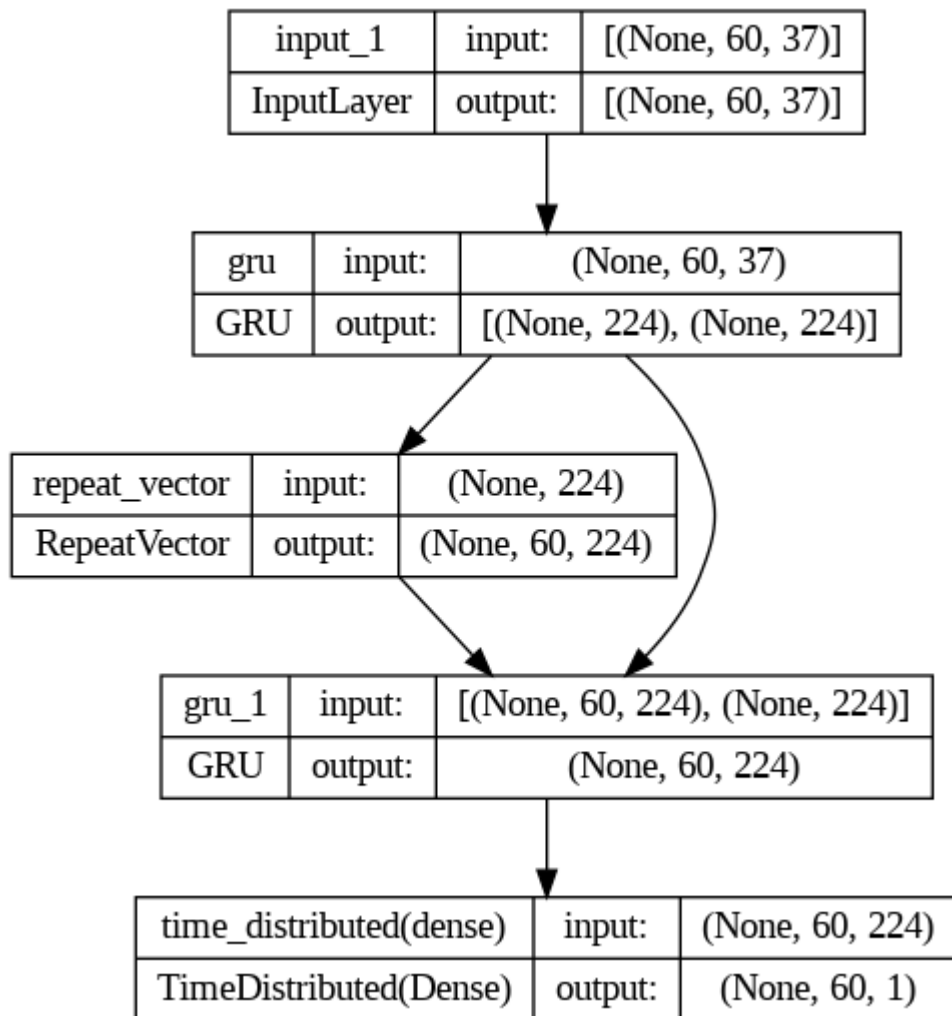 input_1 input: [(None, 60, 37)]
InputLayer output: [(None, 60, 37)]
gru input: (None, 60, 37)
GRU output: [(None, 224), (None, 224)]
repeat_vector input: (None, 224)
RepeatVector output: (None, 60, 224)
gru_1 input: [(None, 60, 224), (None, 224)]
GRU output: (None, 60, 224)
time_distributed(dense) input: (None, 60, 224)
TimeDistributed(Dense) output: (None, 60, 1)